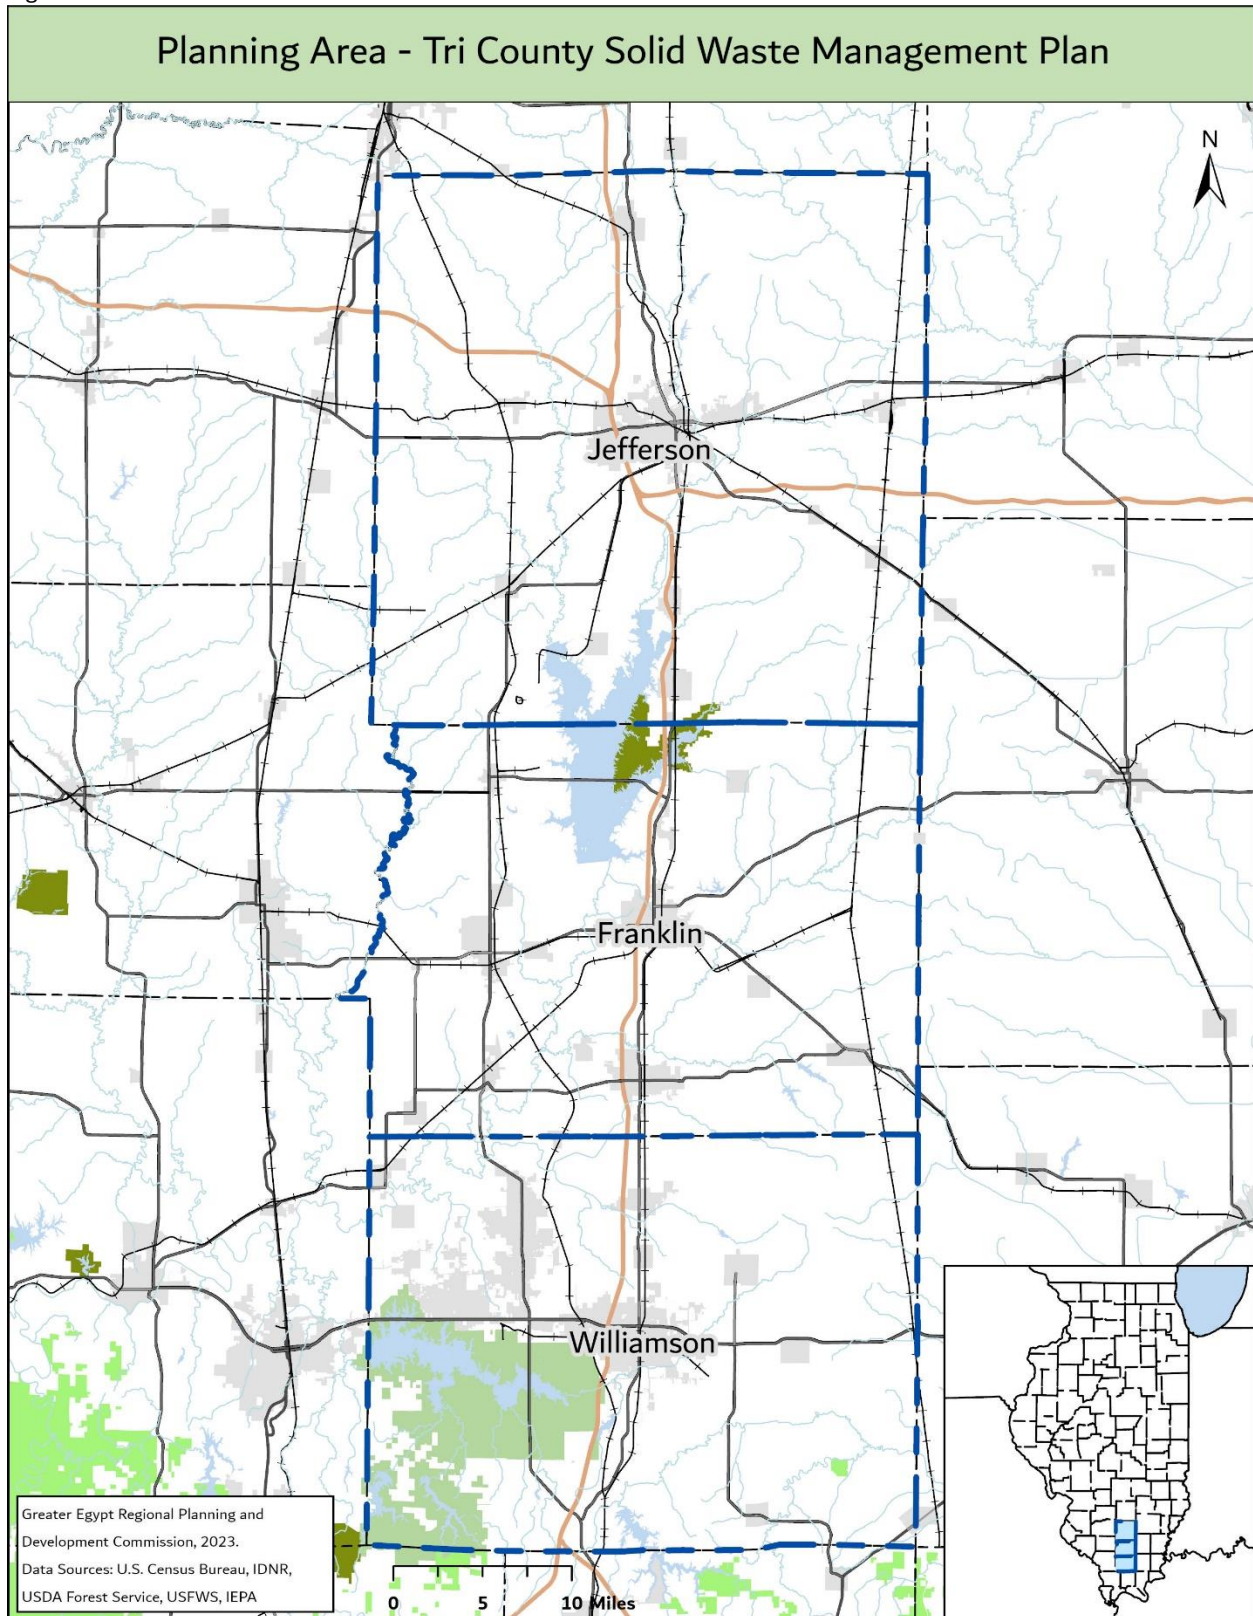 Planning Area - Tri County Solid Waste Management Plan
N
Jefferson
Franklin
Williamson
Greater Egypt Regional Planning and
Development Commission, 2023.
Data Sources: U.S. Census Bureau, IDNR,
USDA Forest Service, USFWS, IEPA
0 5 10 Miles